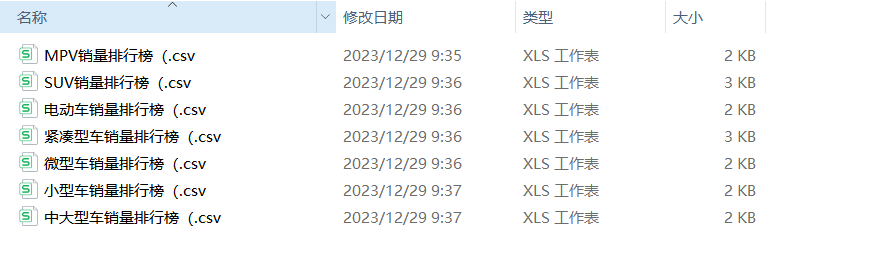 名称 修改日期 类型 大小
MPV销量排行榜（.csv 2023/12/29 9:35 XLS 工作表 2 KB
SUV销量排行榜（.csv 2023/12/29 9:36 XLS 工作表 3 KB
电动车销量排行榜（.csv 2023/12/29 9:36 XLS 工作表 2 KB
紧凑型车销量排行榜（.csv 2023/12/29 9:36 XLS 工作表 3 KB
微型车销量排行榜（.csv 2023/12/29 9:36 XLS 工作表 2 KB
小型车销量排行榜（.csv 2023/12/29 9:37 XLS 工作表 2 KB
中大型车销量排行榜（.csv 2023/12/29 9:37 XLS 工作表 2 KB